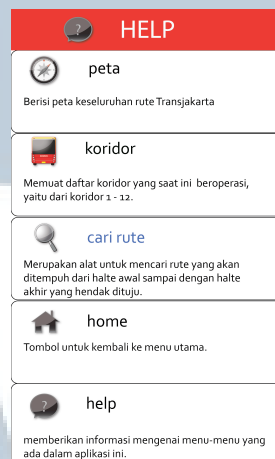 HELP
peta
Berisi peta keseluruhan rute Transjakarta
koridor
Memuat daftar koridor yang saat ini beroperasi,
yaitu dari koridor 1 - 12.
cari rute
Merupakan alat untuk mencari rute yang akan
ditempuh dari halte awal sampai dengan halte
akhir yang hendak dituju.
home
Tombol untuk kembali ke menu utama.
help
memberikan informasi mengenai menu-menu yang
ada dalam aplikasi ini.